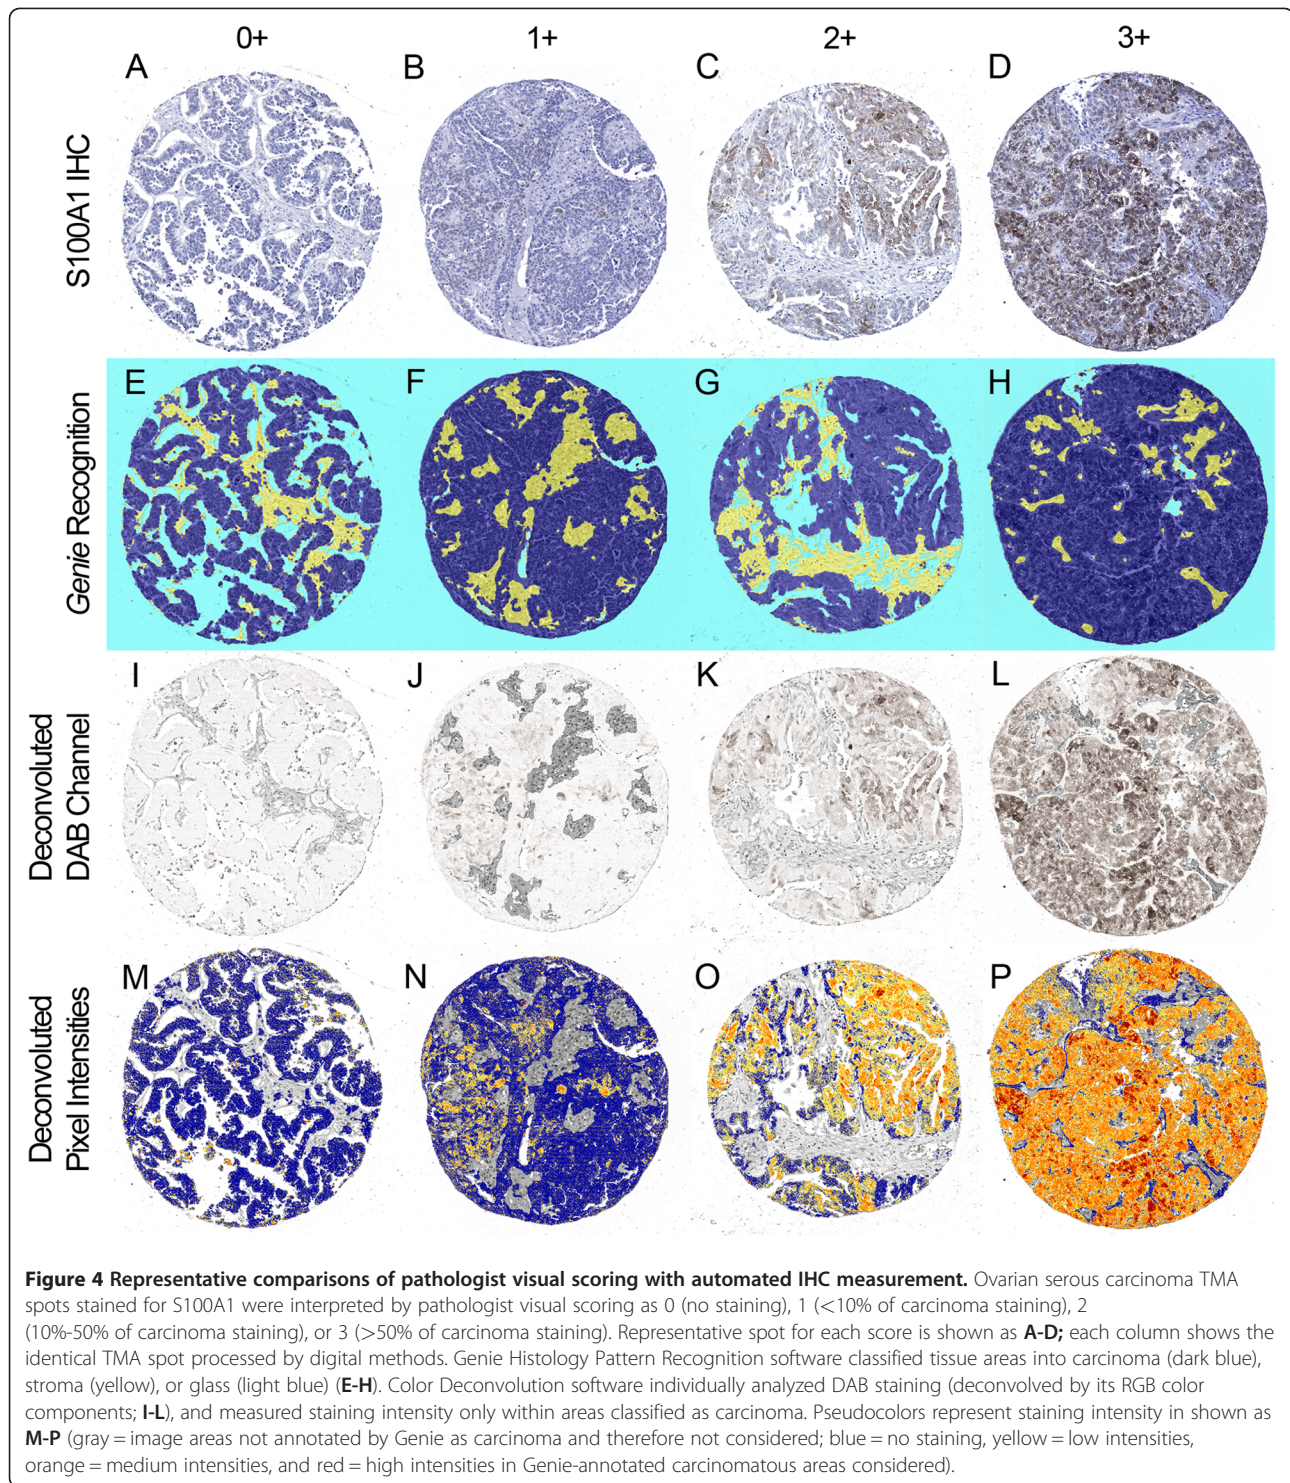 0+ 1+ 2+ 3+
A B C D
S100A1 IHC
E F G H
Genie Recognition
I J K L
Deconvoluted
DAB Channel
M N O P
Deconvoluted
Pixel Intensities
Figure 4 Representative comparisons of pathologist visual scoring with automated IHC measurement. Ovarian serous carcinoma TMA
spots stained for S100A1 were interpreted by pathologist visual scoring as 0 (no staining), 1 (<10% of carcinoma staining), 2
(10%-50% of carcinoma staining), or 3 (>50% of carcinoma staining). Representative spot for each score is shown as A-D; each column shows the
identical TMA spot processed by digital methods. Genie Histology Pattern Recognition software classified tissue areas into carcinoma (dark blue),
stroma (yellow), or glass (light blue) (E-H). Color Deconvolution software individually analyzed DAB staining (deconvolved by its RGB color
components; I-L), and measured staining intensity only within areas classified as carcinoma. Pseudocolors represent staining intensity in shown as
M-P (gray = image areas not annotated by Genie as carcinoma and therefore not considered; blue = no staining, yellow = low intensities,
orange = medium intensities, and red = high intensities in Genie-annotated carcinomatous areas considered).